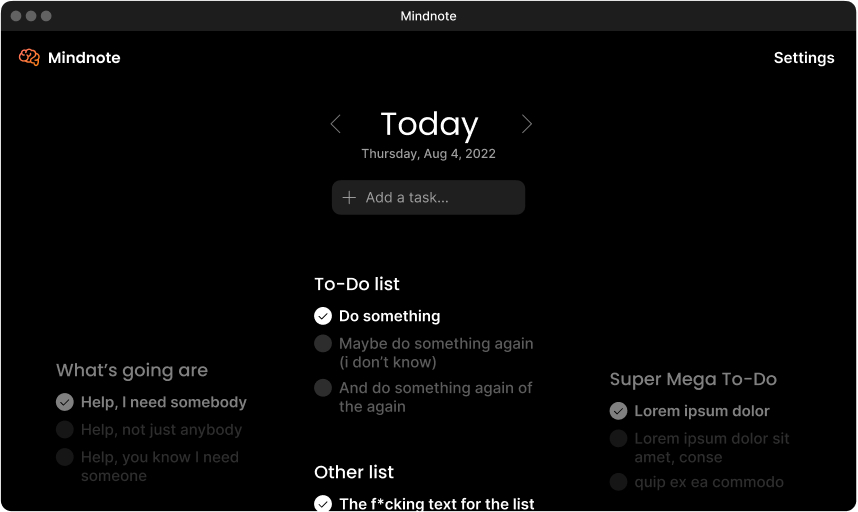 Mindnote
Mindnote
Settings
Today
Thursday, Aug 4, 2022
Add a task...
To-Do list
Do something
Maybe do something again
(i don't know)
And do something again of
the again
What's going are
Help, I need somebody
Help, not just anybody
Help, you know I need
someone
Super Mega To-Do
Lorem ipsum dolor
Lorem ipsum dolor sit
amet, conse
quip ex ea commodo
Other list
The f*cking text for the list